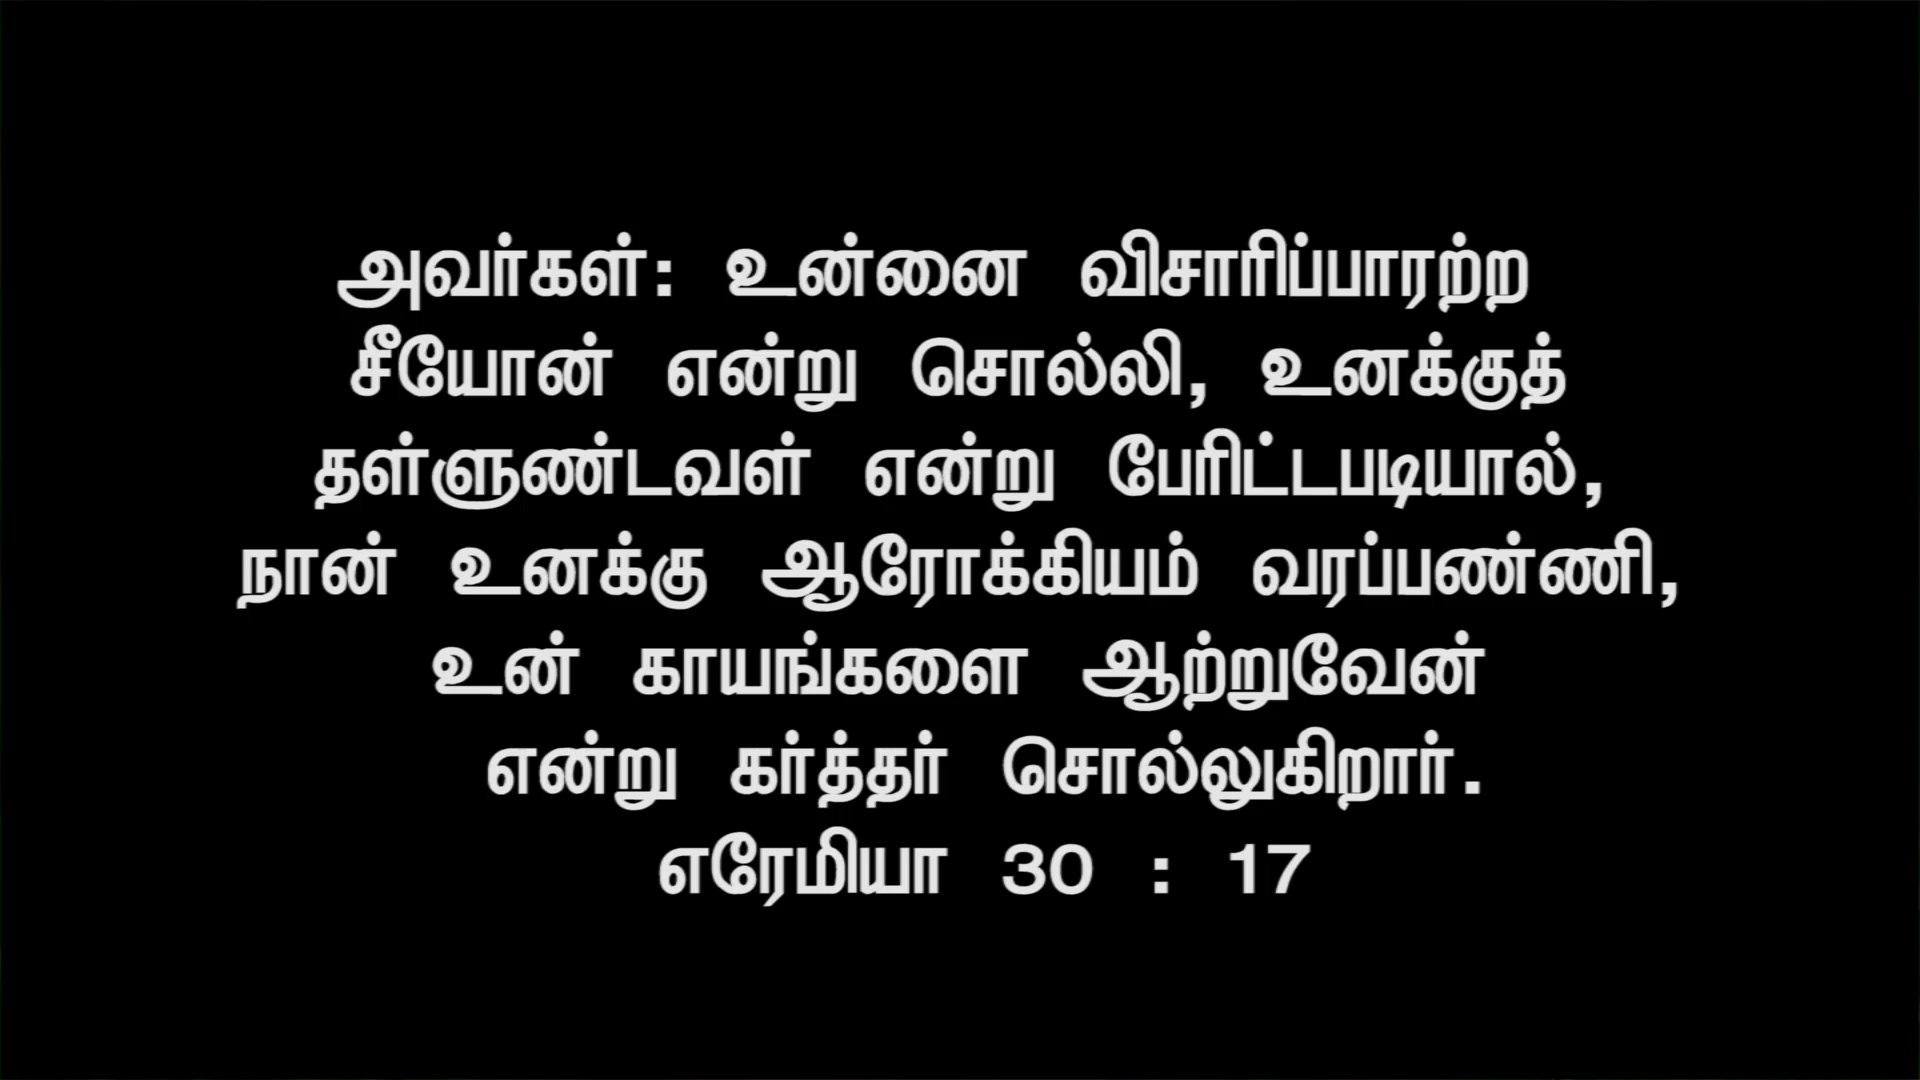 அவர்கள்: உன்னை விசாரிப்பாரற்ற
சீயோன் என்று சொல்லி, உனக்குத்
தள்ளுண்டவள் என்று பேரிட்டபடியால்,
நான் உனக்கு ஆரோக்கியம் வரப்பண்ணி,
உன் காயங்களை ஆற்றுவேன்
என்று கர்த்தர் சொல்லுகிறார்.
எரேமியா 30 : 17